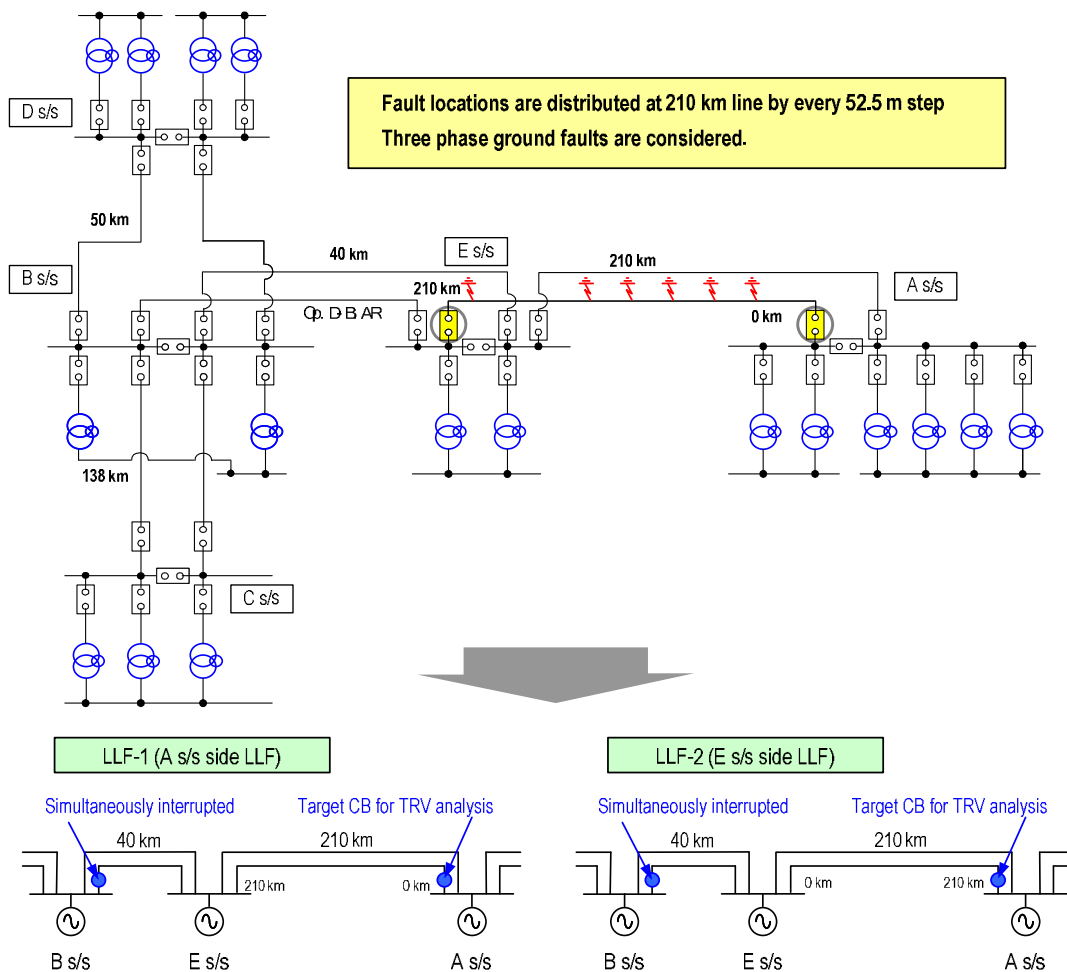 Fault locations are distributed at 210 km line by every 52.5 m step
Three phase ground faults are considered.
D s/s
50 km
B s/s
40 km
E s/s
210 km
210 km
A s/s
Op. D-B: AR
0 km
138 km
C s/s
LLF-1 (A s/s side LLF)
LLF-2 (E s/s side LLF)
Simultaneously interrupted
Target CB for TRV analysis
Simultaneously interrupted
Target CB for TRV analysis
40 km
210 km
40 km
210 km
210 km
0 km
0 km
210 km
B s/s
E s/s
A s/s
B s/s
E s/s
A s/s